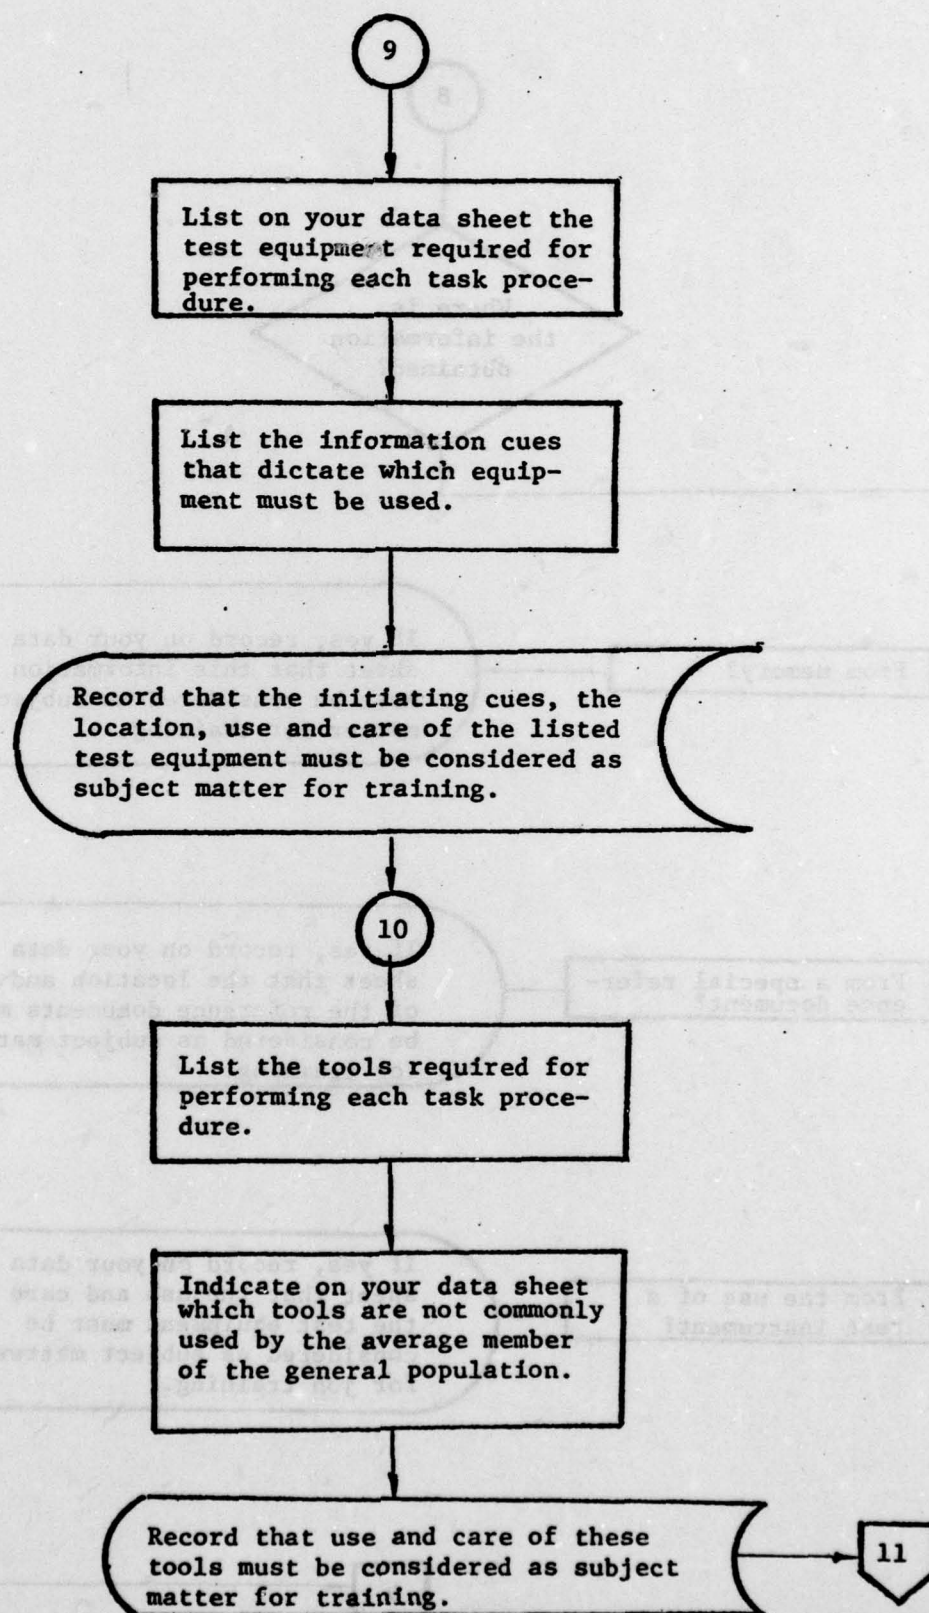 9
List on your data sheet the
test equipment required for
performing each task proce-
dure.
List the information cues
that dictate which equip-
ment must be used.
Record that the initiating cues, the
location, use and care of the listed
test equipment must be considered as
subject matter for training.
10
List the tools required for
performing each task proce-
dure.
Indicate on your data sheet
which tools are not commonly
used by the average member
of the general population.
Record that use and care of these
tools must be considered as subject
matter for training.
11